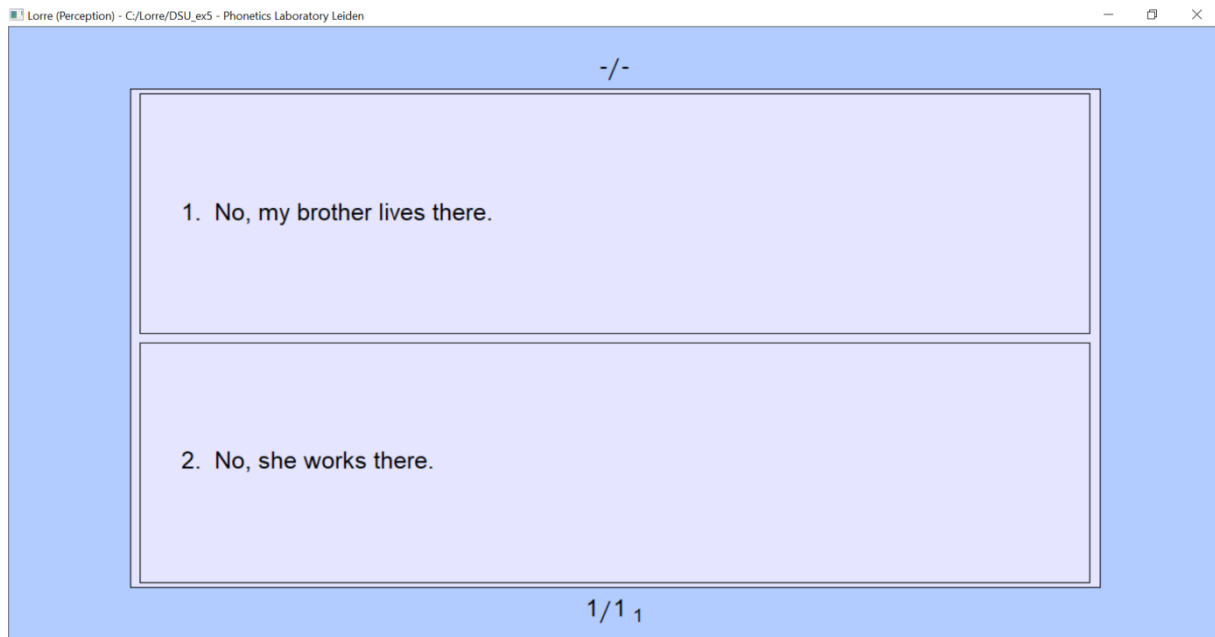 Lorre (Perception) - C:/Lorre/DSU_ex5 - Phonetics Laboratory Leiden
-/-
1. No, my brother lives there.
2. No, she works there.
1/1 1